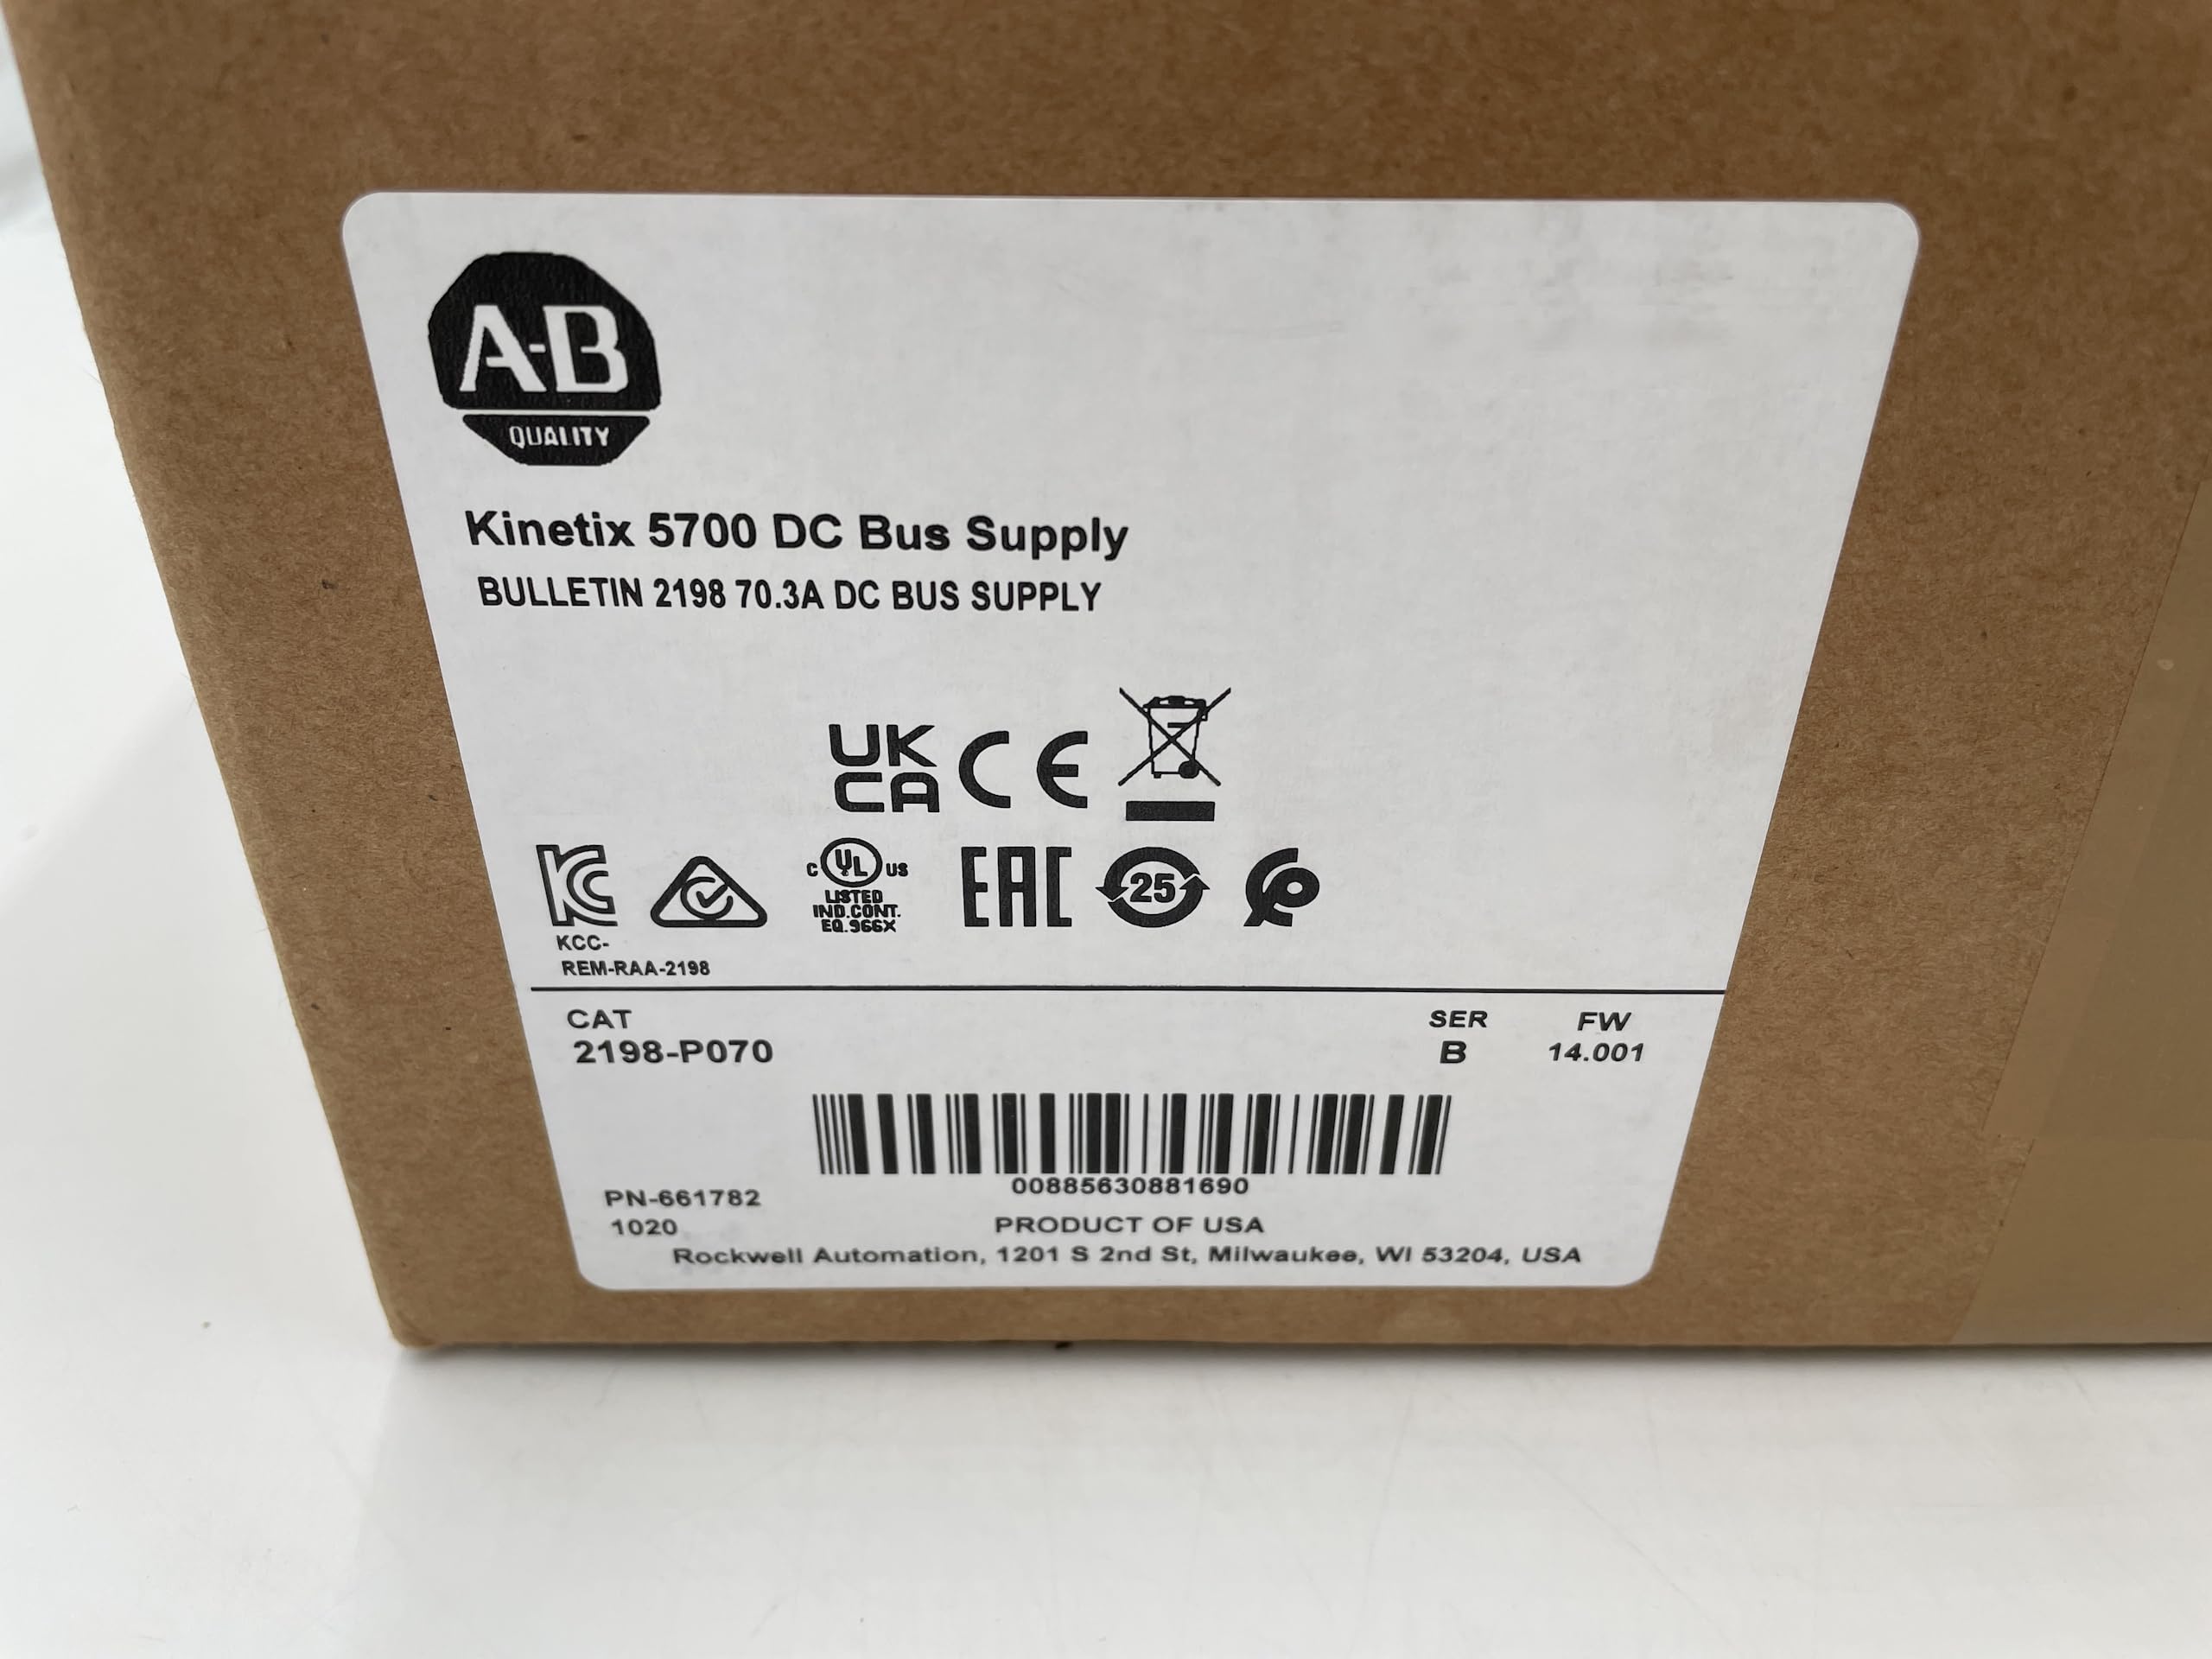 A-B
QUALITY
Kinetix 5700 DC Bus Supply
BULLETIN 2198 70.3A DC BUS SUPPLY
UK
CA
CE
KC
C UL US
LISTED
IND.CONT.
EQ.966X
EAC
25
KCC-
REM-RAA-2198
CAT
2198-P070
SER
B
FW
14.001
00885630881690
PN-661782
1020
PRODUCT OF USA
Rockwell Automation, 1201 S 2nd St, Milwaukee, WI 53204, USA